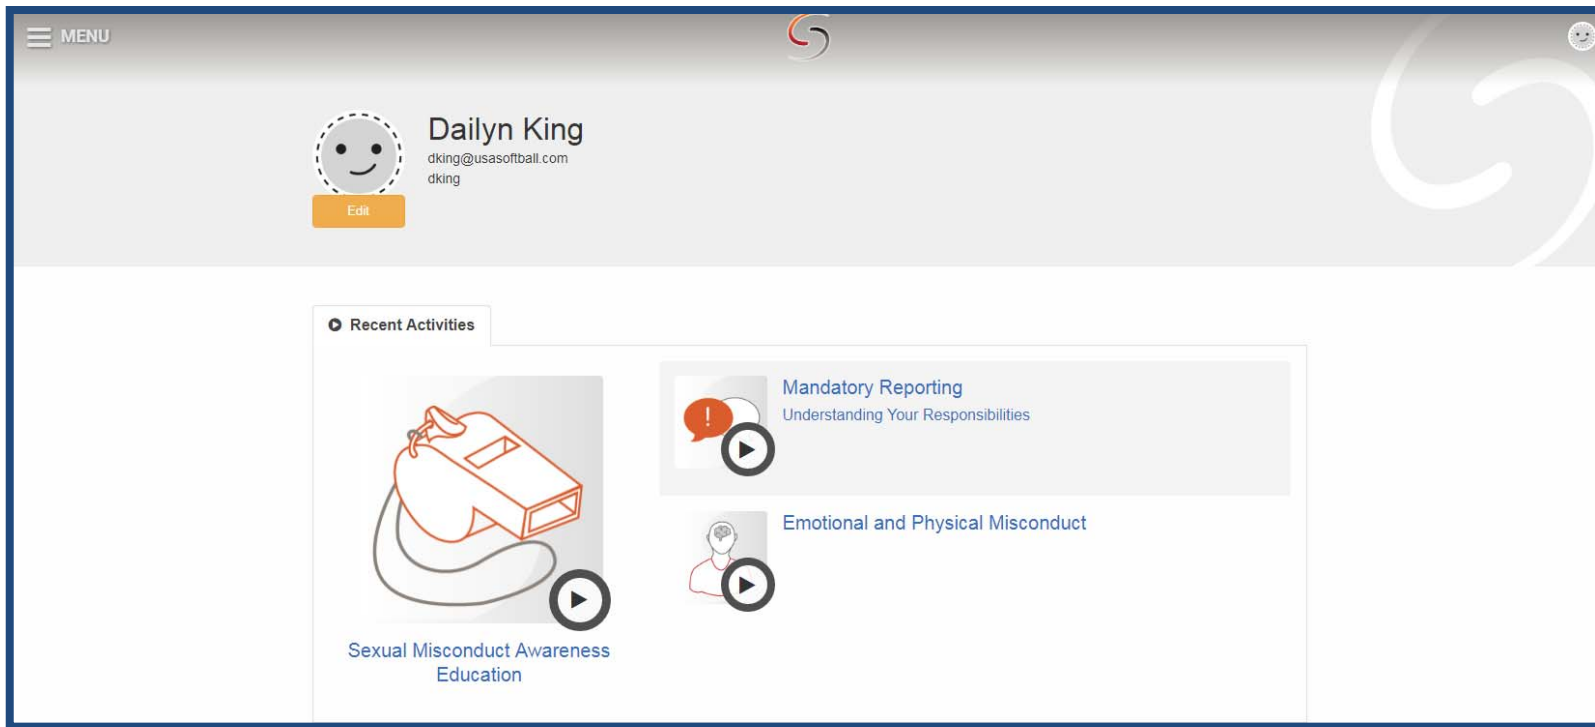 MENU
Dailyn King
dking@usasoftball.com
dking
Edit
Recent Activities
Mandatory Reporting
Understanding Your Responsibilities
Emotional and Physical Misconduct
Sexual Misconduct Awareness
Education